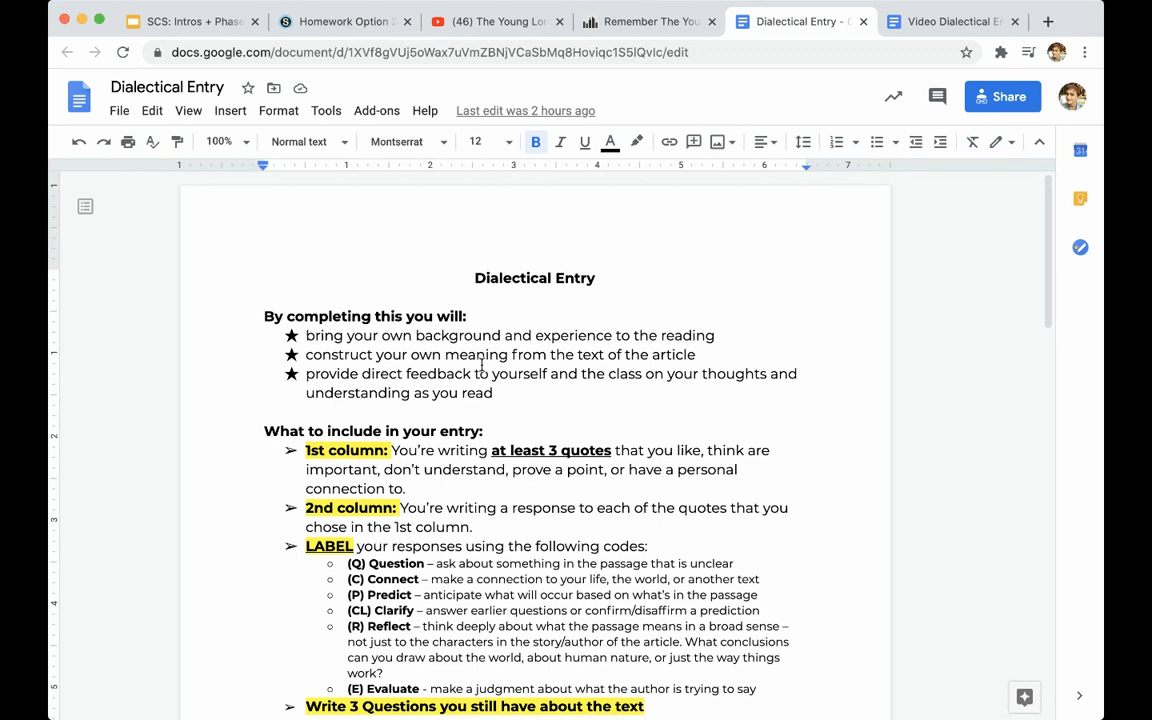 SCS: Intros + Phase
Homework Option 2
(46) The Young Lor
Remember The You
Dialectical Entry - G
Video Dialectical En
docs.google.com/document/d/1XVf8gVUj5oWax7uVmZBNjVCaSbMq8Hoviqc1S5lQvIc/edit
Dialectical Entry
File Edit View Insert Format Tools Add-ons Help Last edit was 2 hours ago
Share
100% Normal text Montserrat 12 B I U A
1 1 2 3 4 5 6 7
Dialectical Entry
By completing this you will:
★ bring your own background and experience to the reading
★ construct your own meaning from the text of the article
★ provide direct feedback to yourself and the class on your thoughts and
understanding as you read
What to include in your entry:
➢ 1st column: You're writing at least 3 quotes that you like, think are
important, don't understand, prove a point, or have a personal
connection to.
➢ 2nd column: You're writing a response to each of the quotes that you
chose in the 1st column.
➢ LABEL your responses using the following codes:
○ (Q) Question – ask about something in the passage that is unclear
○ (C) Connect – make a connection to your life, the world, or another text
○ (P) Predict – anticipate what will occur based on what's in the passage
○ (CL) Clarify – answer earlier questions or confirm/disaffirm a prediction
○ (R) Reflect – think deeply about what the passage means in a broad sense –
not just to the characters in the story/author of the article. What conclusions
can you draw about the world, about human nature, or just the way things
work?
○ (E) Evaluate - make a judgment about what the author is trying to say
➢ Write 3 Questions you still have about the text